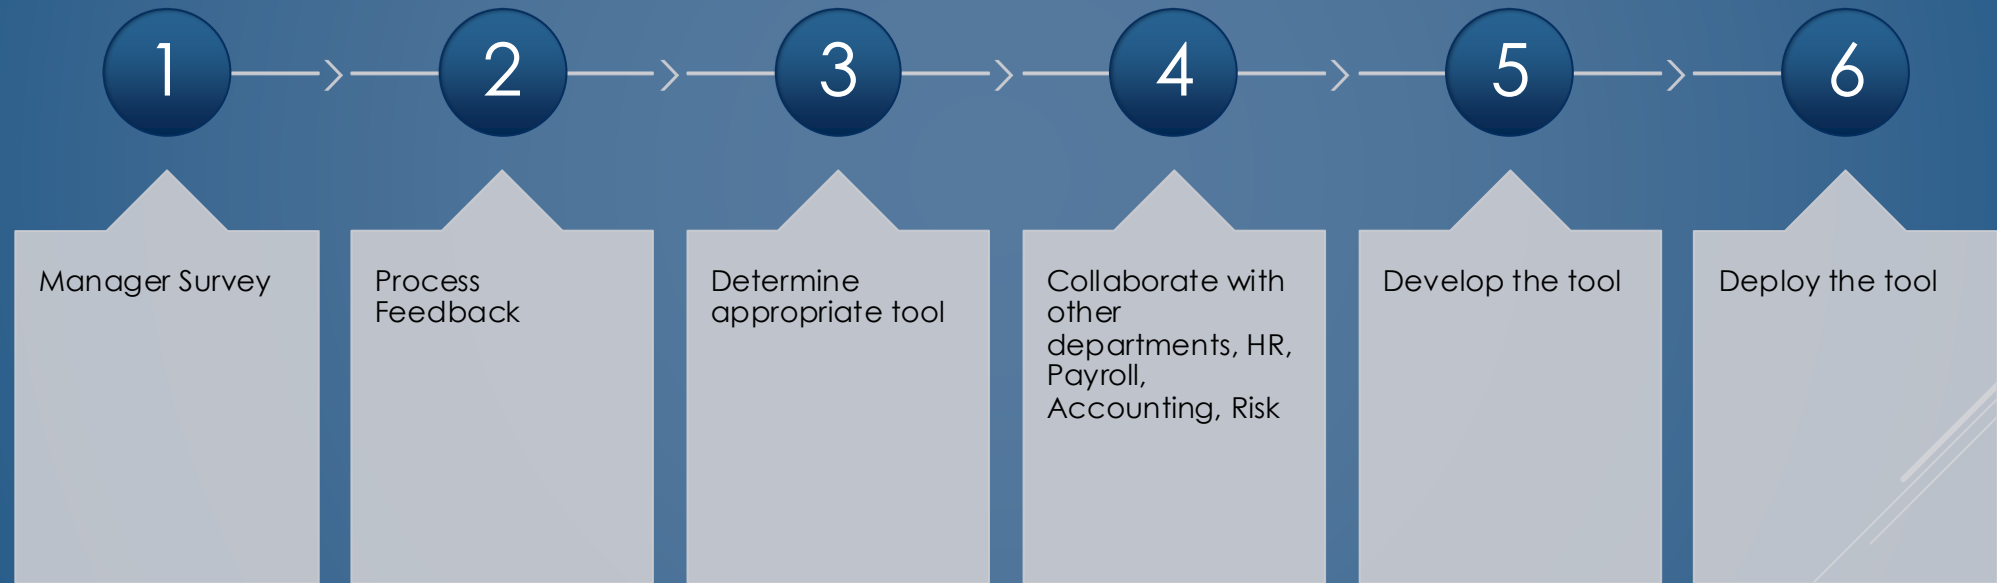 1
2
3
4
5
6
Manager Survey
Process
Feedback
Determine
appropriate tool
Collaborate with
other
departments, HR,
Payroll,
Accounting, Risk
Develop the tool
Deploy the tool